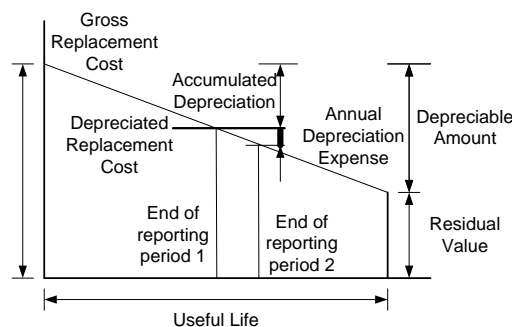 Gross
Replacement
Cost
Accumulated
Depreciation
Annual
Depreciation
Expense
Depreciable
Amount
Depreciated
Replacement
Cost
End of
reporting
period 1
End of
reporting
period 2
Residual
Value
Useful Life